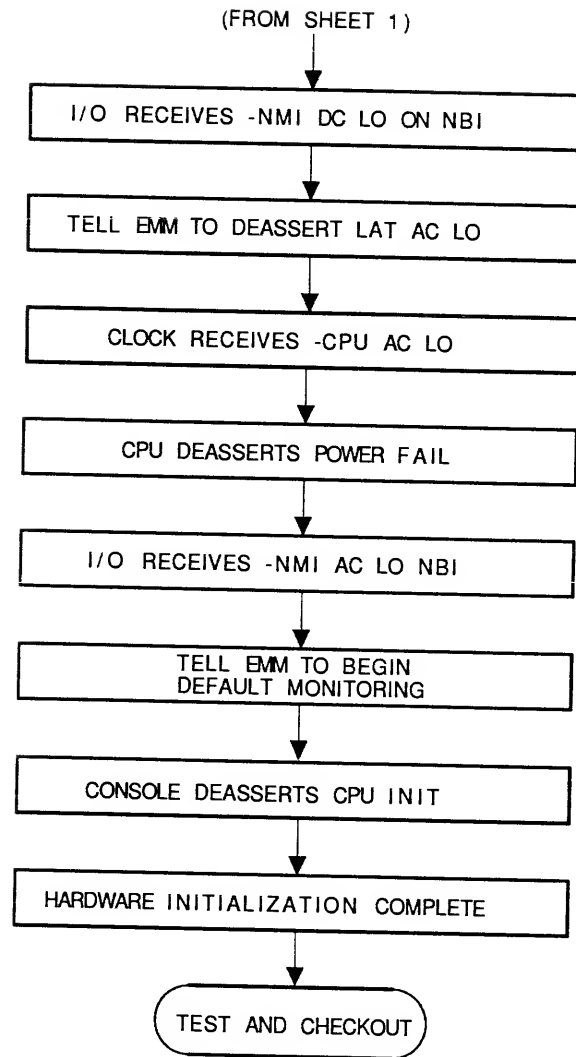 (FROM SHEET 1)
I/O RECEIVES -NMI DC LO ON NBI
TELL EMM TO DEASSERT LAT AC LO
CLOCK RECEIVES -CPU AC LO
CPU DEASSERTS POWER FAIL
I/O RECEIVES -NMI AC LO NBI
TELL EMM TO BEGIN
DEFAULT MONITORING
CONSOLE DEASSERTS CPU INIT
HARDWARE INITIALIZATION COMPLETE
TEST AND CHECKOUT